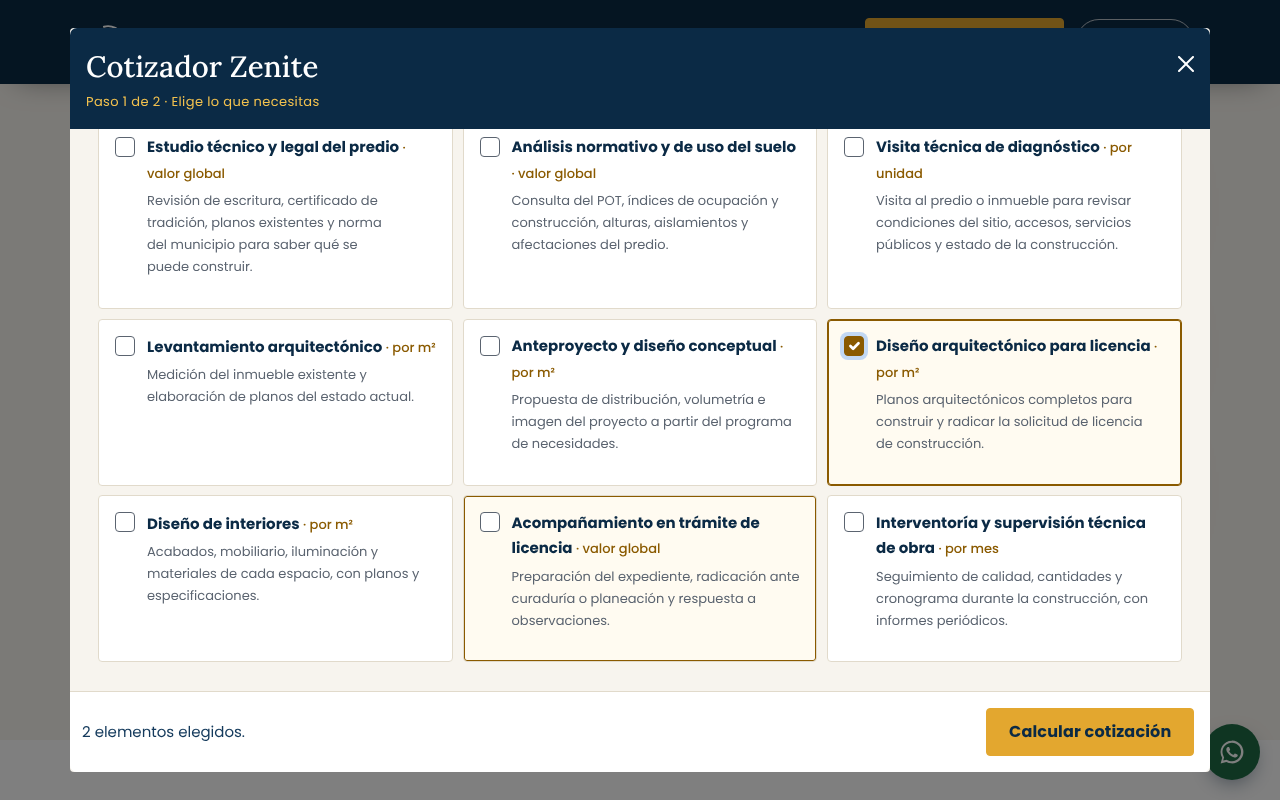 Cotizador Zenite
Paso 1 de 2 · Elige lo que necesitas
Estudio técnico y legal del predio ·
valor global
Revisión de escritura, certificado de
tradición, planos existentes y norma
del municipio para saber qué se
puede construir.
Análisis normativo y de uso del suelo
· valor global
Consulta del POT, índices de ocupación y
construcción, alturas, aislamientos y
afectaciones del predio.
Visita técnica de diagnóstico · por
unidad
Visita al predio o inmueble para revisar
condiciones del sitio, accesos, servicios
públicos y estado de la construcción.
Levantamiento arquitectónico · por m²
Medición del inmueble existente y
elaboración de planos del estado actual.
Anteproyecto y diseño conceptual ·
por m²
Propuesta de distribución, volumetría e
imagen del proyecto a partir del programa
de necesidades.
Diseño arquitectónico para licencia ·
por m²
Planos arquitectónicos completos para
construir y radicar la solicitud de licencia
de construcción.
Diseño de interiores · por m²
Acabados, mobiliario, iluminación y
materiales de cada espacio, con planos y
especificaciones.
Acompañamiento en trámite de
licencia · valor global
Preparación del expediente, radicación ante
curaduría o planeación y respuesta a
observaciones.
Interventoría y supervisión técnica
de obra · por mes
Seguimiento de calidad, cantidades y
cronograma durante la construcción, con
informes periódicos.
2 elementos elegidos.
Calcular cotización